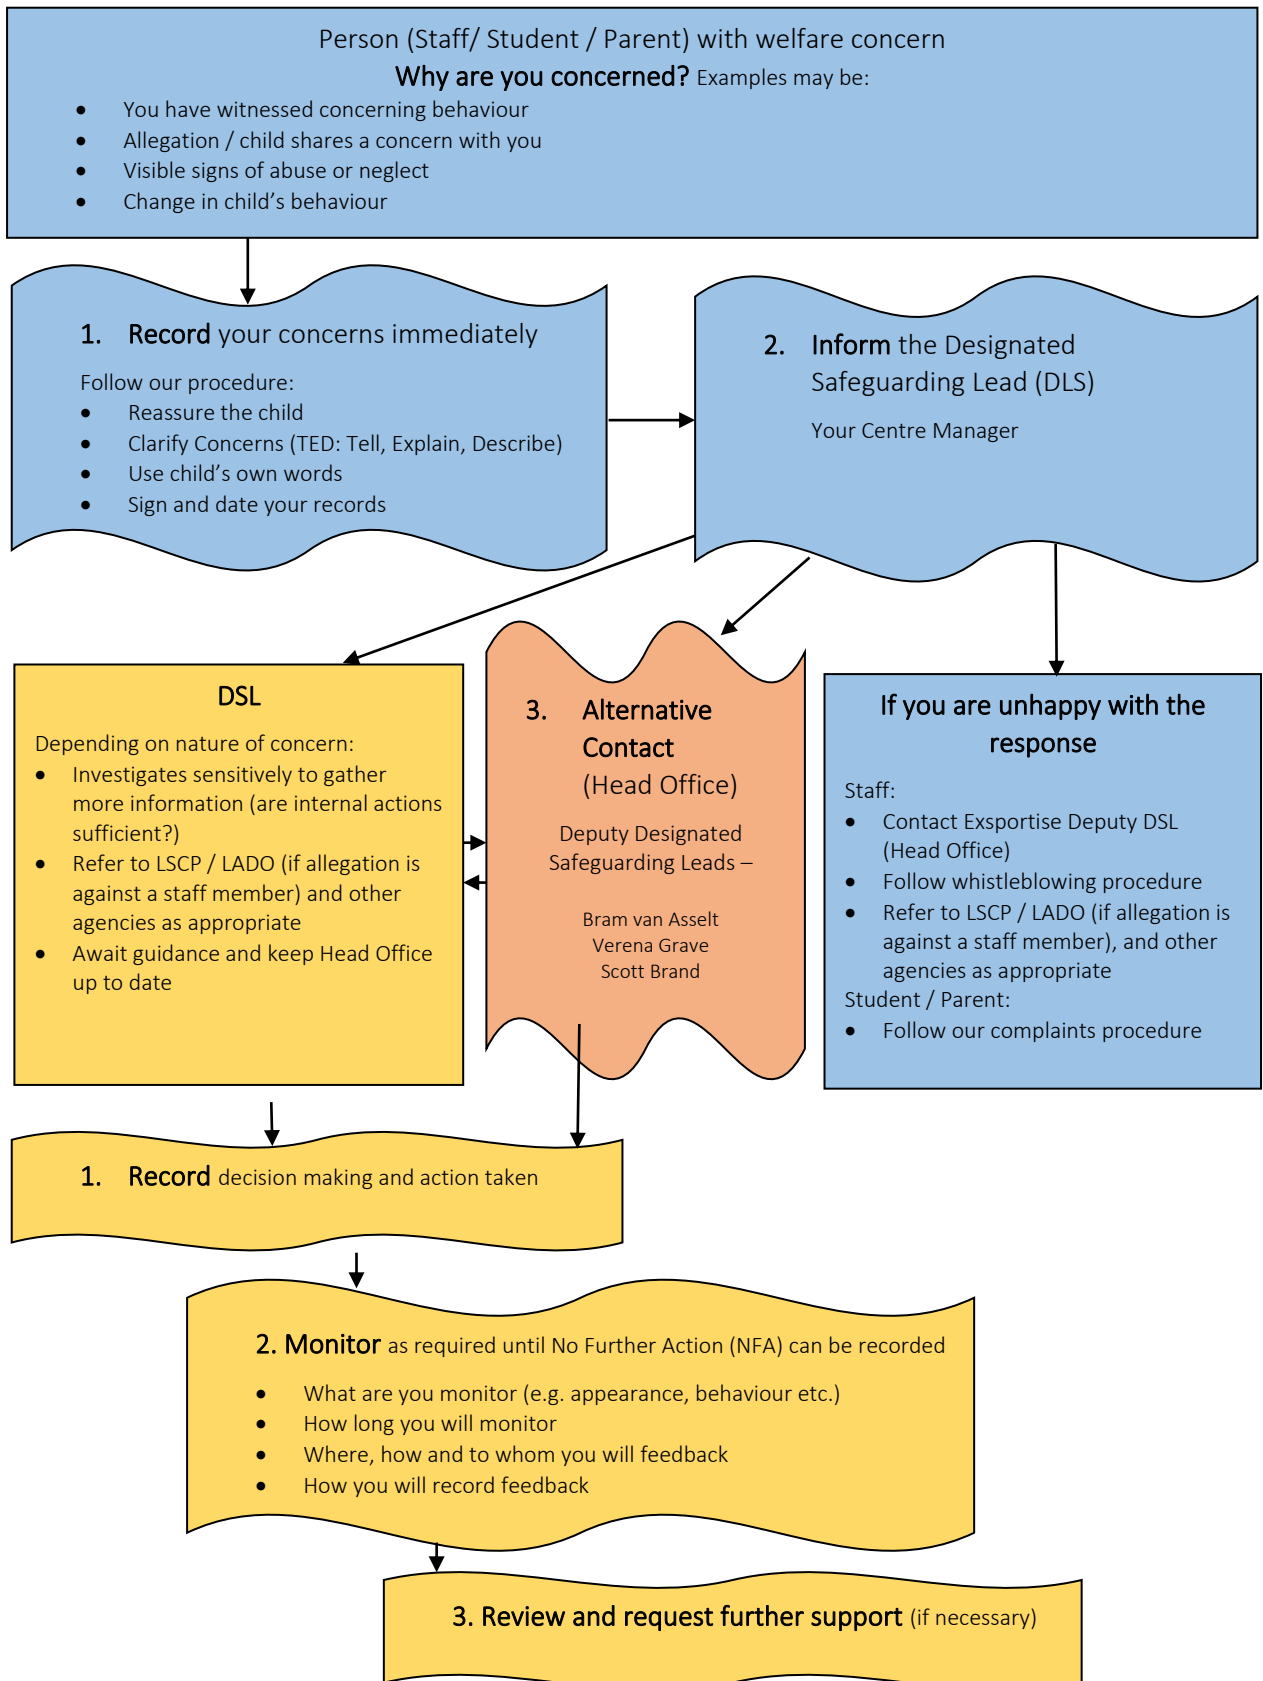 Person (Staff/ Student / Parent) with welfare concern
Why are you concerned? Examples may be:
• You have witnessed concerning behaviour
• Allegation / child shares a concern with you
• Visible signs of abuse or neglect
• Change in child's behaviour
1. Record your concerns immediately
Follow our procedure:
• Reassure the child
• Clarify Concerns (TED: Tell, Explain, Describe)
• Use child's own words
• Sign and date your records
2. Inform the Designated
Safeguarding Lead (DLS)
Your Centre Manager
DSL
Depending on nature of concern:
• Investigates sensitively to gather
more information (are internal actions
sufficient?)
• Refer to LSCP / LADO (if allegation is
against a staff member) and other
agencies as appropriate
• Await guidance and keep Head Office
up to date
3. Alternative
Contact
(Head Office)
Deputy Designated
Safeguarding Leads –
Bram van Asselt
Verena Grave
Scott Brand
If you are unhappy with the
response
Staff:
• Contact Exsportise Deputy DSL
(Head Office)
• Follow whistleblowing procedure
• Refer to LSCP / LADO (if allegation is
against a staff member), and other
agencies as appropriate
Student / Parent:
• Follow our complaints procedure
1. Record decision making and action taken
2. Monitor as required until No Further Action (NFA) can be recorded
• What are you monitor (e.g. appearance, behaviour etc.)
• How long you will monitor
• Where, how and to whom you will feedback
• How you will record feedback
3. Review and request further support (if necessary)